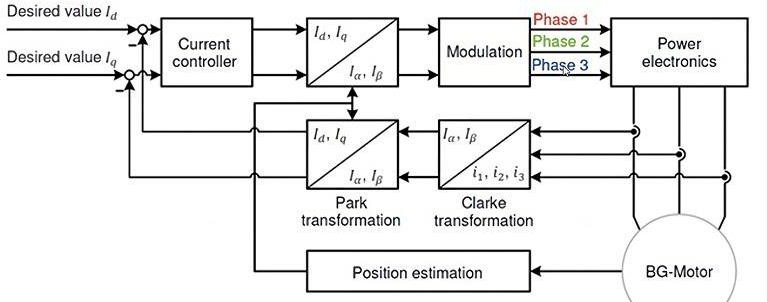 Desired value I_d
Desired value I_q
Current
controller
I_d, I_q
I_α, I_β
Modulation
Phase 1
Phase 2
Phase 3
Power
electronics
I_d, I_q
I_α, I_β
Park
transformation
I_α, I_β
i_1, i_2, i_3
Clarke
transformation
Position estimation
BG-Motor